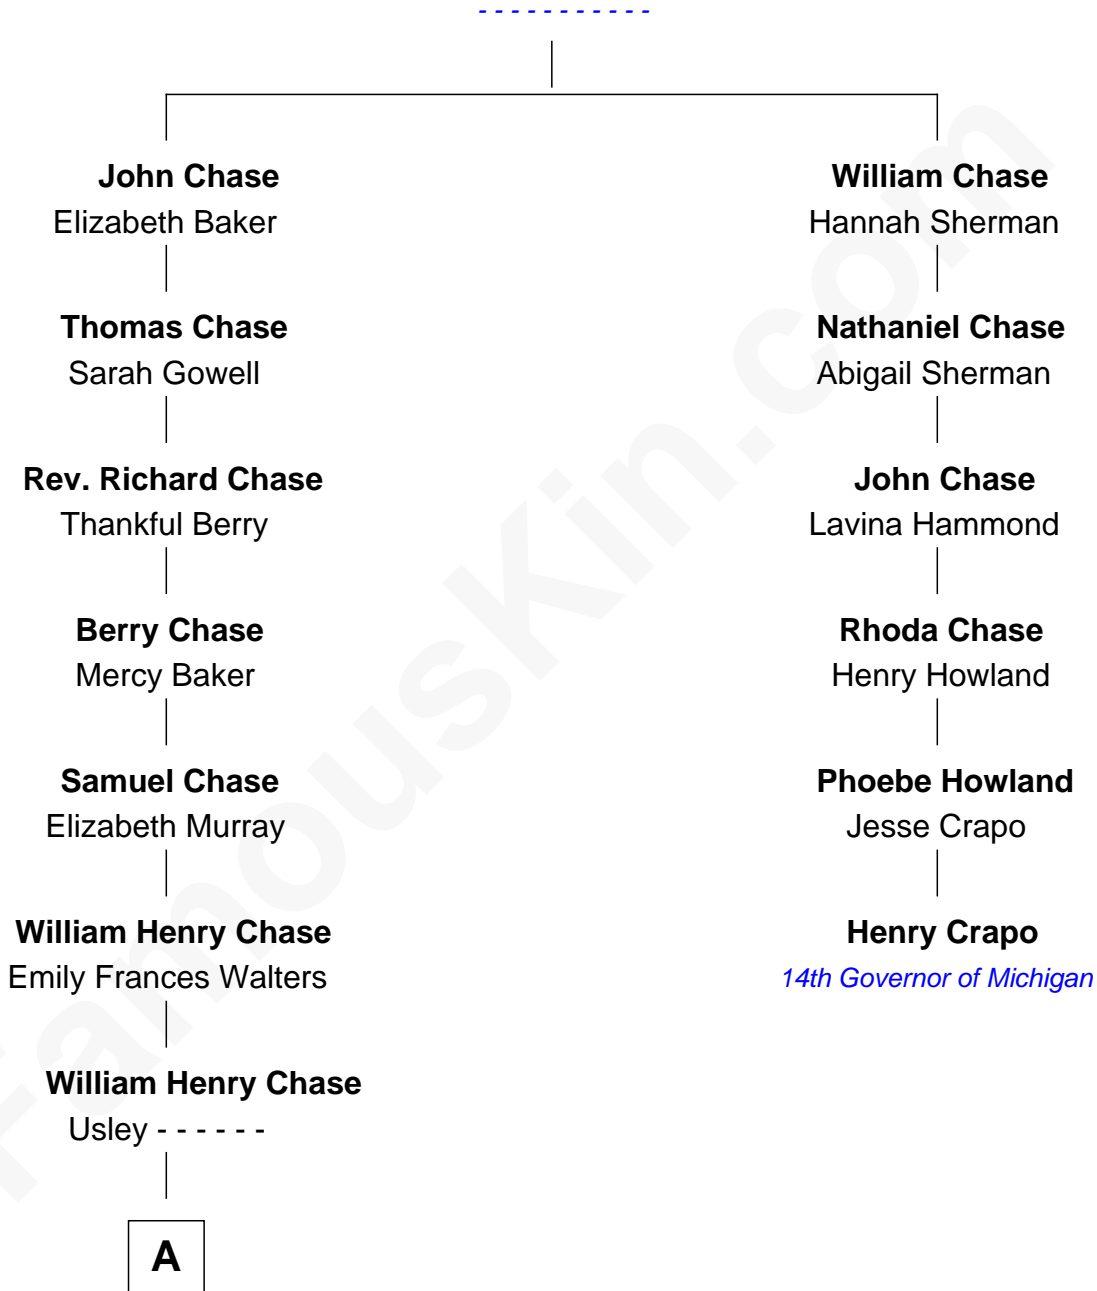 - - - - - - - - - - -
John Chase
Elizabeth Baker
William Chase
Hannah Sherman
Thomas Chase
Sarah Gowell
Nathaniel Chase
Abigail Sherman
Rev. Richard Chase
Thankful Berry
John Chase
Lavina Hammond
Berry Chase
Mercy Baker
Rhoda Chase
Henry Howland
Samuel Chase
Elizabeth Murray
Phoebe Howland
Jesse Crapo
William Henry Chase
Emily Frances Walters
Henry Crapo
14th Governor of Michigan
William Henry Chase
Usley - - - - - -
A
FamousKin.com